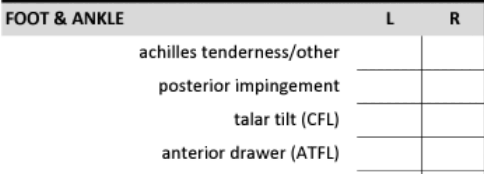 FOOT & ANKLE L R
achilles tenderness/other
posterior impingement
talar tilt (CFL)
anterior drawer (ATFL)